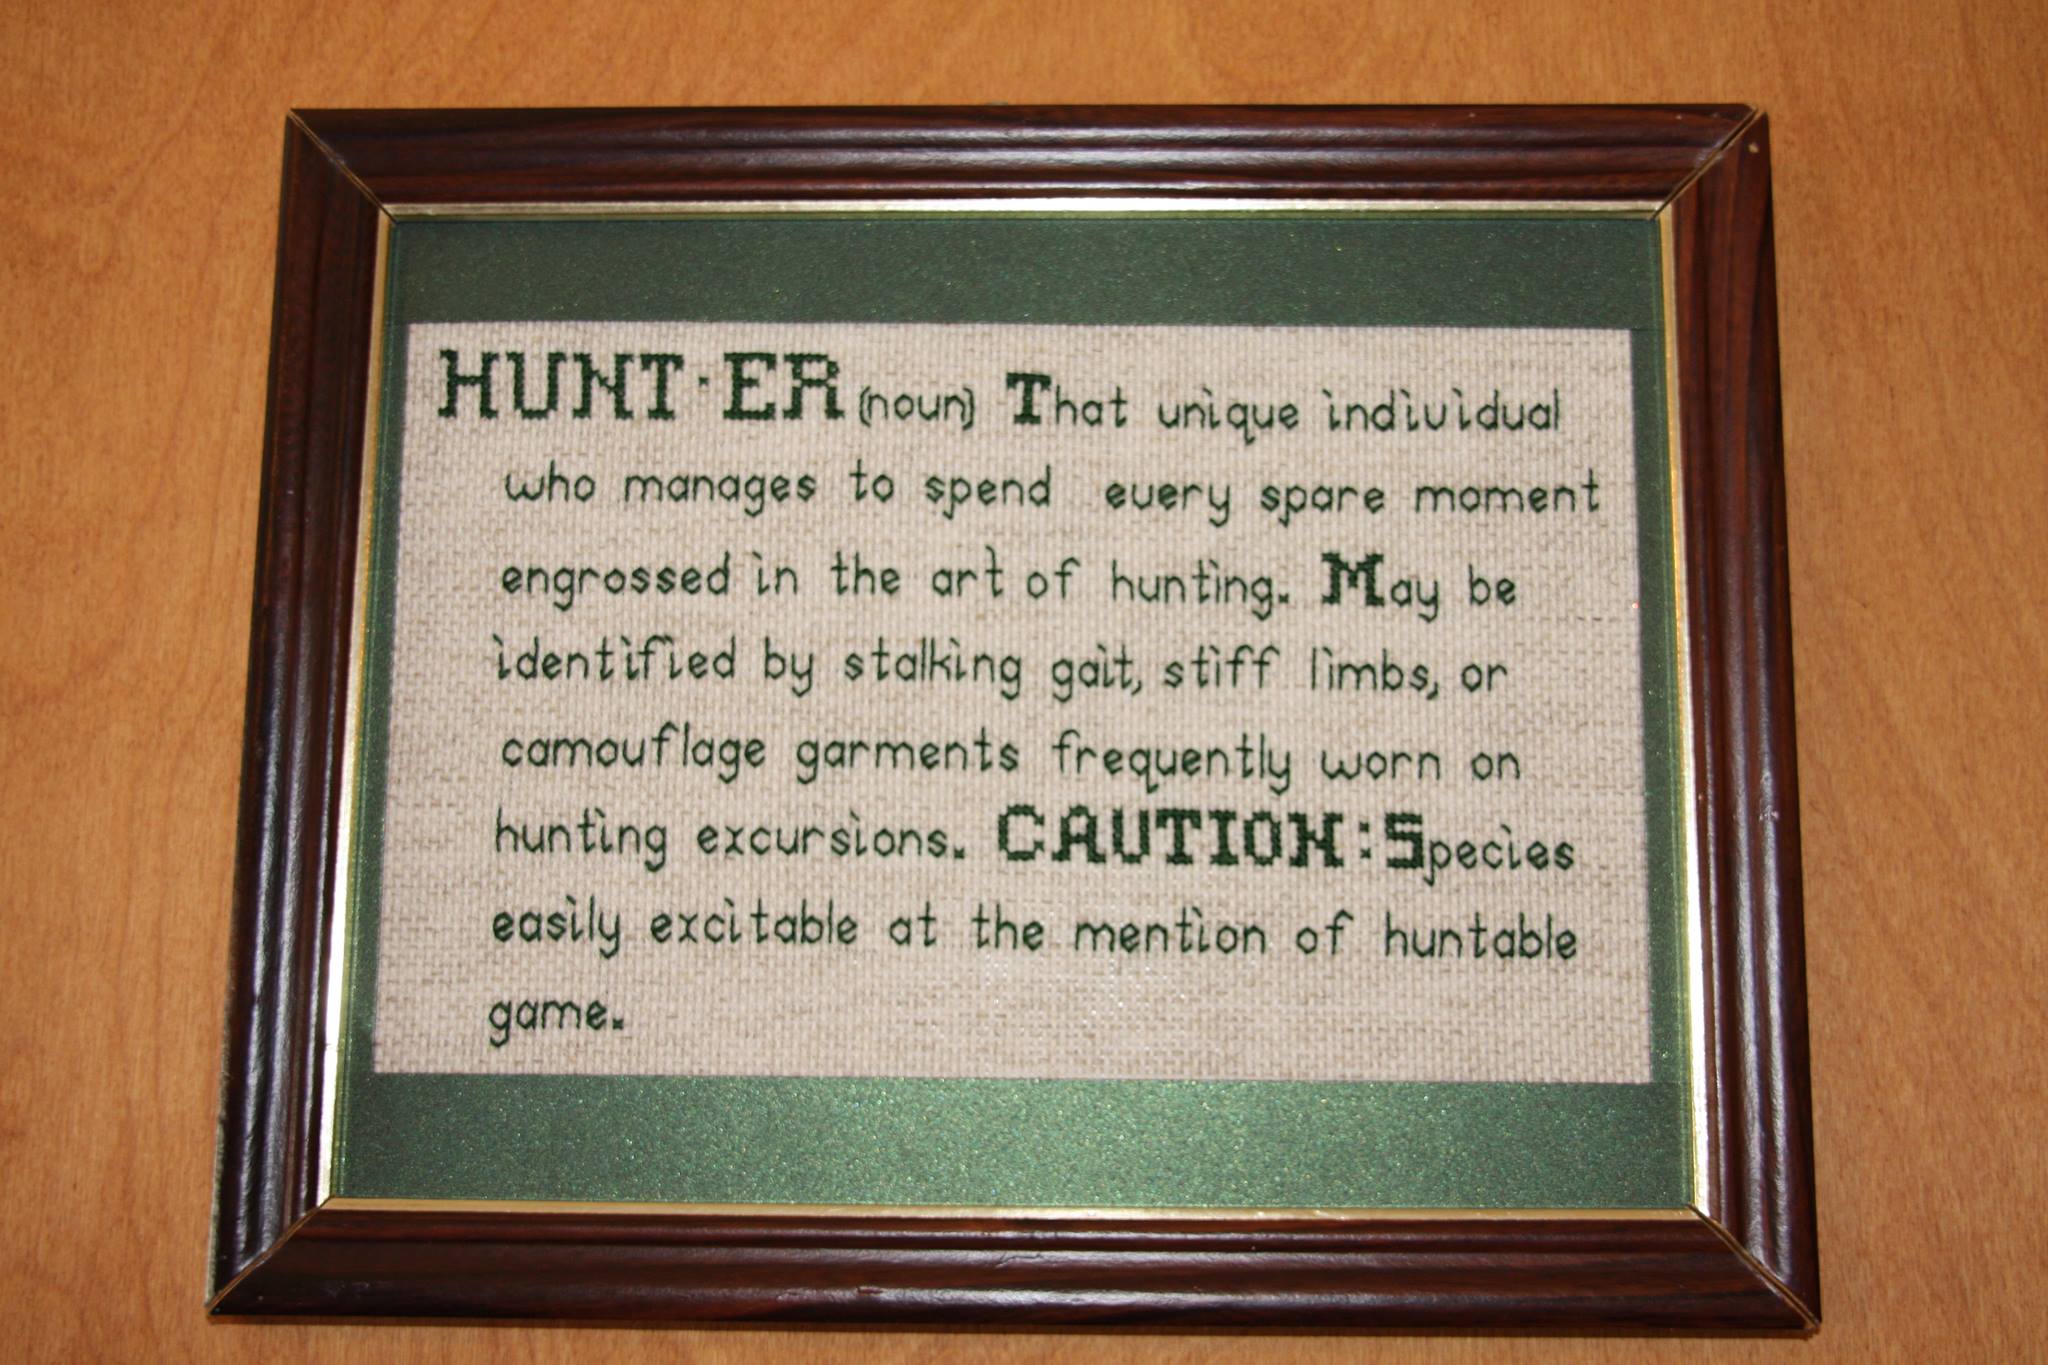 HUNT·ER (noun) That unique individual
who manages to spend every spare moment
engrossed in the art of hunting. May be
identified by stalking gait, stiff limbs, or
camouflage garments frequently worn on
hunting excursions. CAUTION: Species
easily excitable at the mention of huntable
game.